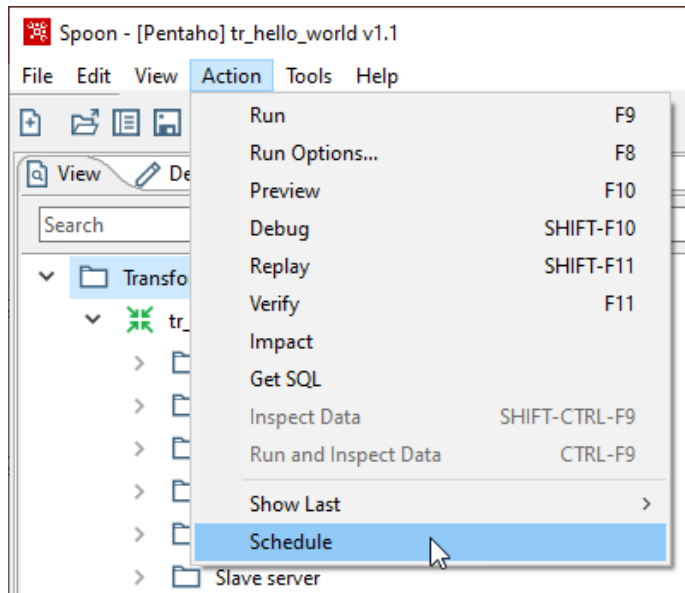 Spoon - [Pentaho] tr_hello_world v1.1
File Edit View Action Tools Help
Run F9
Run Options... F8
View
Preview F10
Search
Debug SHIFT-F10
Replay SHIFT-F11
Verify F11
Impact
Get SQL
Inspect Data SHIFT-CTRL-F9
Run and Inspect Data CTRL-F9
Show Last
Schedule
Slave server